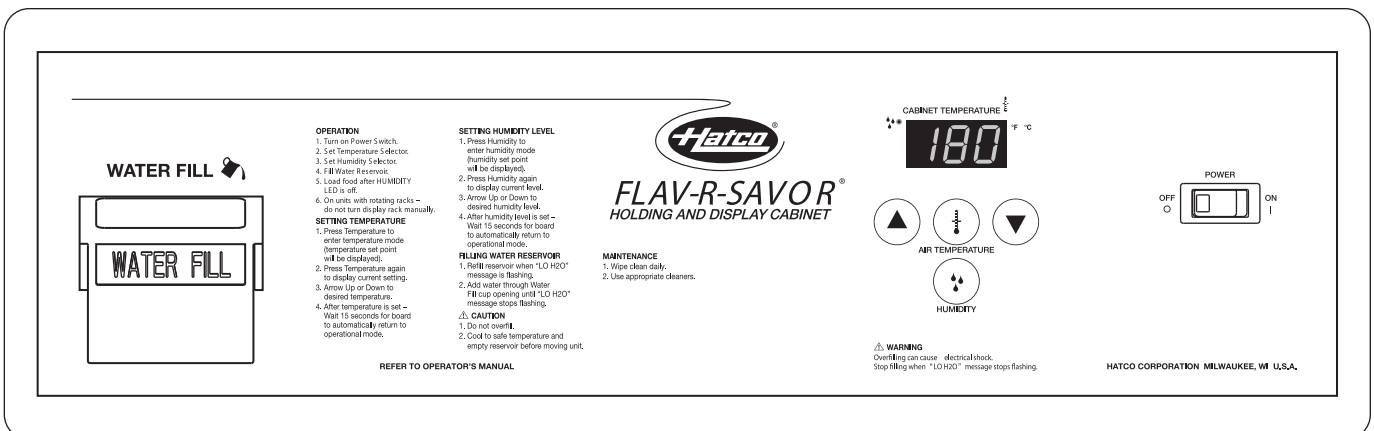 WATER FILL
WATER FILL
OPERATION
1. Turn on Power Switch.
2. Set Temperature Selector.
3. Set Humidity Selector.
4. Fill Water Reservoir.
5. Load food after HUMIDITY
LED is off.
6. On units with rotating racks –
do not turn display rack manually.
SETTING TEMPERATURE
1. Press Temperature to
enter temperature mode
(temperature set point
will be displayed).
2. Press Temperature again
to display current setting.
3. Arrow Up or Down to
desired temperature.
4. After temperature is set –
Wait 15 seconds for board
to automatically return to
operational mode.
SETTING HUMIDITY LEVEL
1. Press Humidity to
enter humidity mode
(humidity set point
will be displayed).
2. Press Humidity again
to display current level.
3. Arrow Up or Down to
desired humidity level.
4. After humidity level is set –
Wait 15 seconds for board
to automatically return to
operational mode.
FILLING WATER RESERVOIR
1. Refill reservoir when "LO H2O"
message is flashing.
2. Add water through Water
Fill cup opening until "LO H2O"
message stops flashing.
⚠ CAUTION
1. Do not overfill.
2. Cool to safe temperature and
empty reservoir before moving unit.
REFER TO OPERATOR'S MANUAL
Hatco®
FLAV-R-SAVOR®
HOLDING AND DISPLAY CABINET
MAINTENANCE
1. Wipe clean daily.
2. Use appropriate cleaners.
CABINET TEMPERATURE
180
°F °C
AIR TEMPERATURE
HUMIDITY
⚠ WARNING
Overfilling can cause electrical shock.
Stop filling when "LO H2O" message stops flashing.
POWER
OFF
O
ON
I
HATCO CORPORATION MILWAUKEE, WI U.S.A.